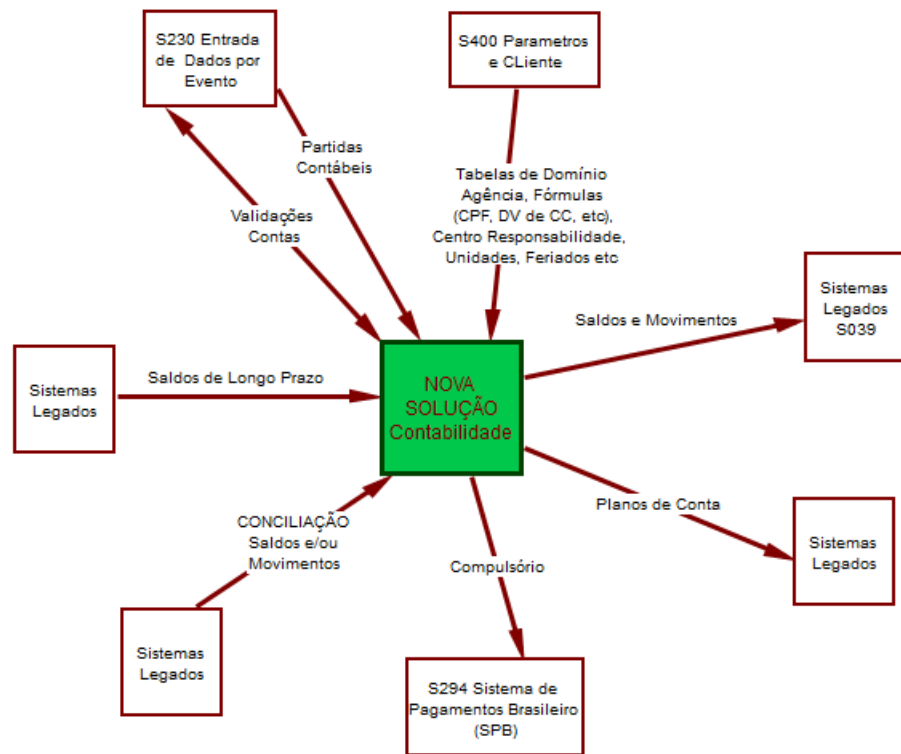 S230 Entrada
de Dados por
Evento
S400 Parametros
e CLiente
Partidas
Contábeis
Validações
Contas
Tabelas de Domínio
Agência, Fórmulas
(CPF, DV de CC, etc),
Centro Responsabilidade,
Unidades, Feriados etc
Sistemas
Legados
S039
Saldos e Movimentos
Sistemas
Legados
Saldos de Longo Prazo
NOVA
SOLUÇÃO
Contabilidade
Planos de Conta
Sistemas
Legados
CONCILIAÇÃO
Saldos e/ou
Movimentos
Compulsório
Sistemas
Legados
S294 Sistema de
Pagamentos Brasileiro
(SPB)